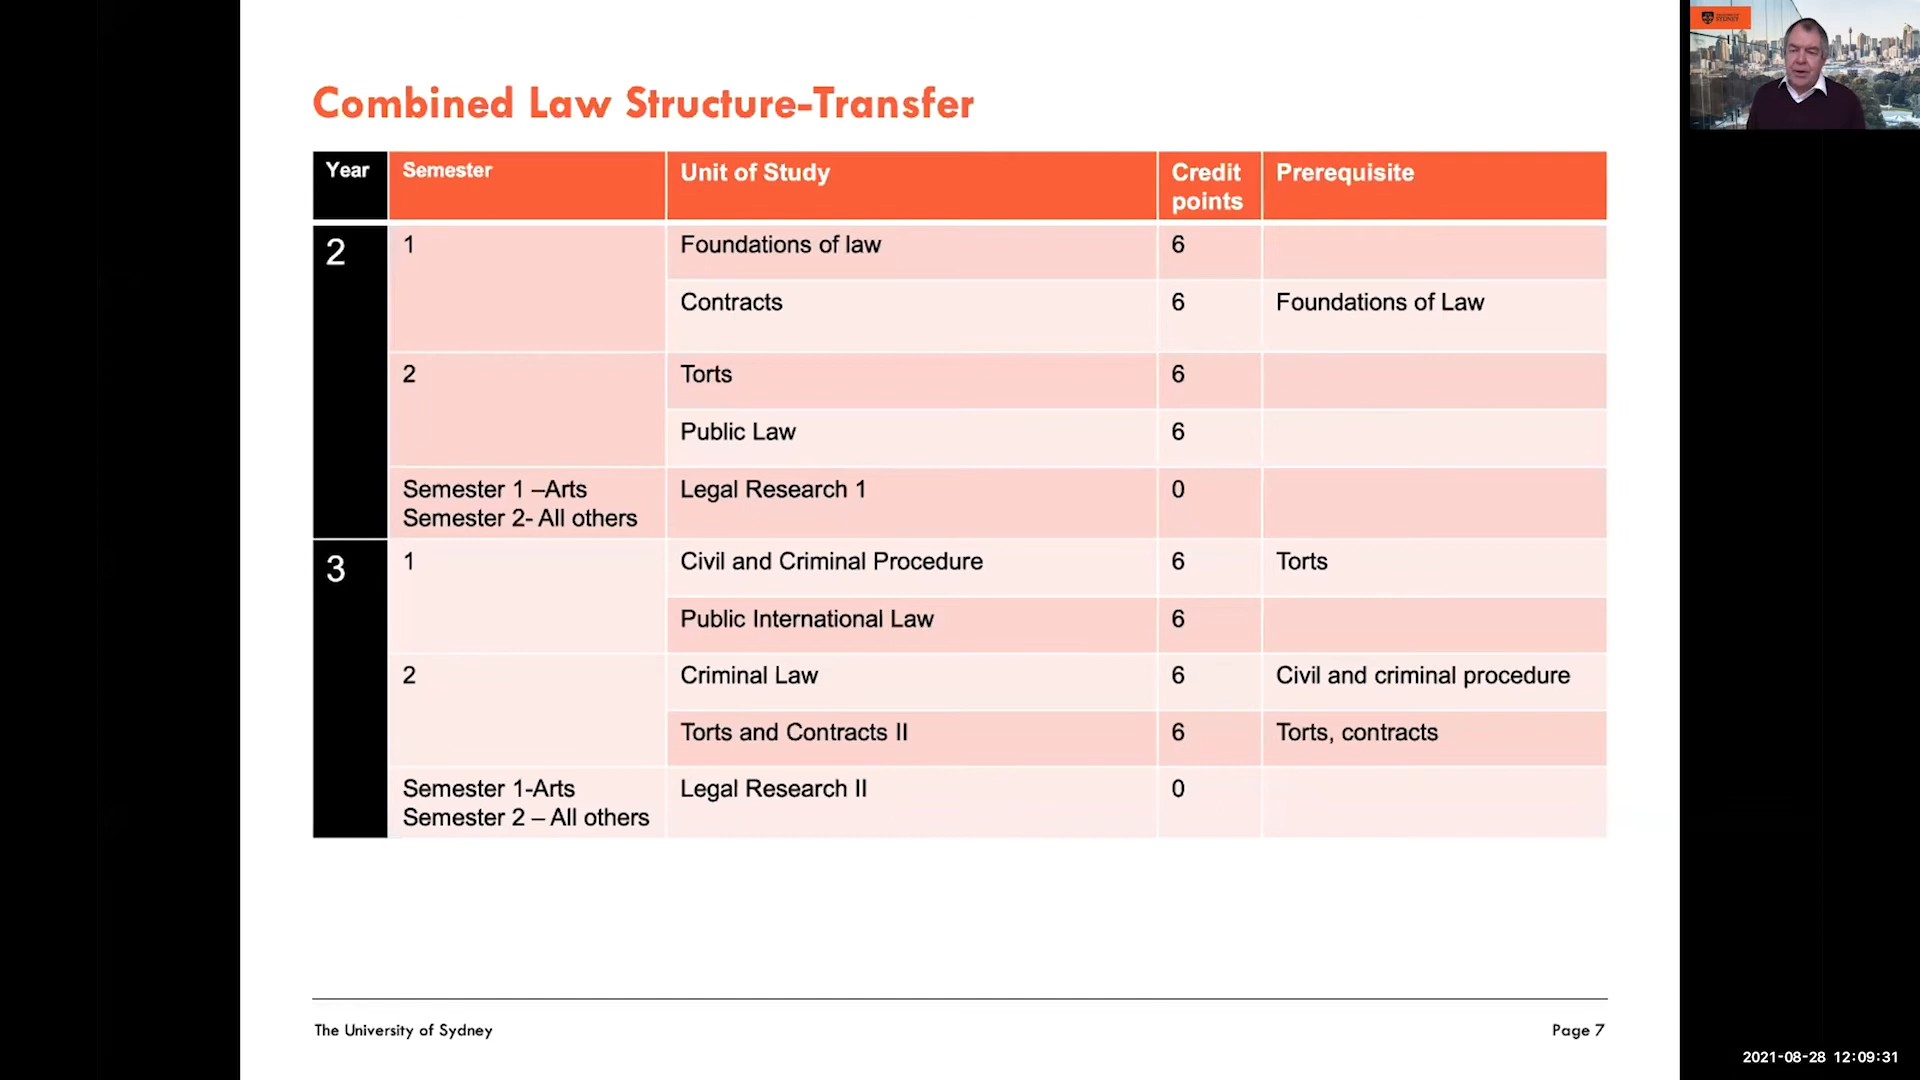 SYDNEY
Combined Law Structure-Transfer
Year Semester Unit of Study Credit points Prerequisite
2 1 Foundations of law 6
Contracts 6 Foundations of Law
2 Torts 6
Public Law 6
Semester 1 –Arts Legal Research 1 0
Semester 2- All others
3 1 Civil and Criminal Procedure 6 Torts
Public International Law 6
2 Criminal Law 6 Civil and criminal procedure
Torts and Contracts II 6 Torts, contracts
Semester 1-Arts Legal Research II 0
Semester 2 – All others
The University of Sydney Page 7
2021-08-28 12:09:31